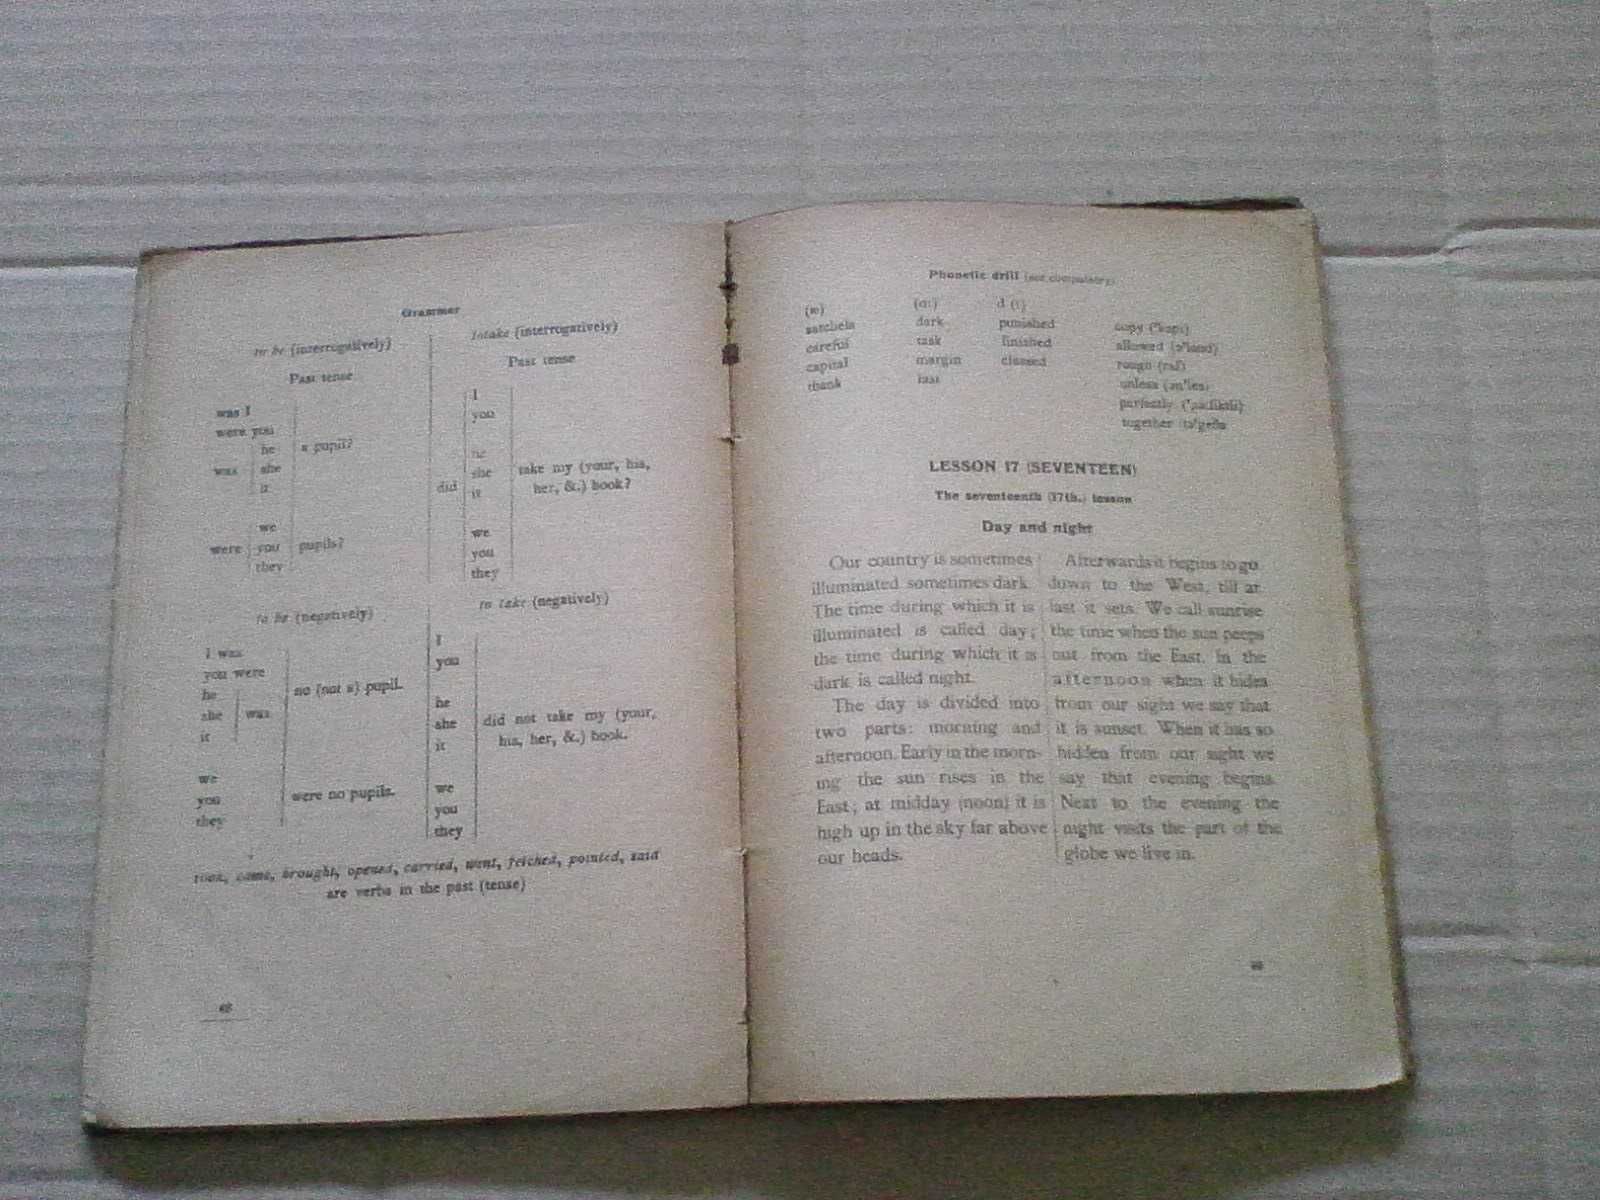 Grammar
to be (interrogatively)
Past tense
was I
were you
he
a pupil?
was
she
it
we
were
you
pupils?
they
to take (interrogatively)
Past tense
I
you
he
she
take my (your, his,
did
it
her, &.) book?
we
you
they
to be (negatively)
I was
you were
he
no (not a) pupil.
she
was
it
we
you
were no pupils.
they
to take (negatively)
I
you
he
she
did not take my (your,
it
his, her, &.) book.
we
you
they
took, came, brought, opened, carried, went, fetched, pointed, said
are verbs in the past (tense)
68
Phonetic drill (not compulsory)
(æ)
satchels
careful
capital
thank
(ɑ:)
dark
task
margin
last
d (t)
punished
finished
classed
copy
allowed
rough
unless
perfectly
together
LESSON 17 (SEVENTEEN)
The seventeenth (17th.) lesson
Day and night
Our country is sometimes
illuminated sometimes dark.
The time during which it is
illuminated is called day;
the time during which it is
dark is called night.
The day is divided into
two parts: morning and
afternoon. Early in the morn-
ing the sun rises in the
East; at midday (noon) it is
high up in the sky far above
our heads.
Afterwards it begins to go
down to the West, till at
last it sets. We call sunrise
the time when the sun peeps
out from the East. In the
afternoon when it hides
from our sight we say that
it is sunset. When it has so
hidden from our sight we
say that evening begins.
Next to the evening the
night visits the part of the
globe we live in.